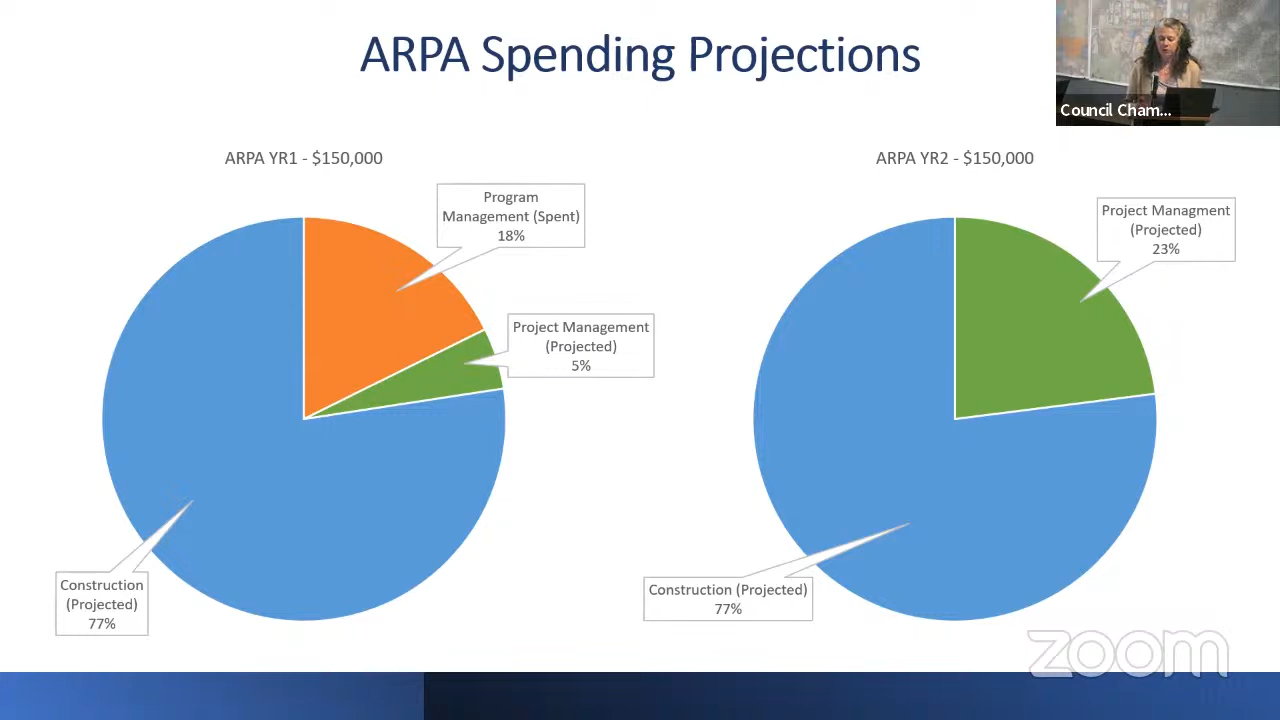 ARPA Spending Projections
Council Cham...
ARPA YR1 - $150,000
Program
Management (Spent)
18%
Project Management
(Projected)
5%
Construction
(Projected)
77%
ARPA YR2 - $150,000
Project Managment
(Projected)
23%
Construction (Projected)
77%
zoom